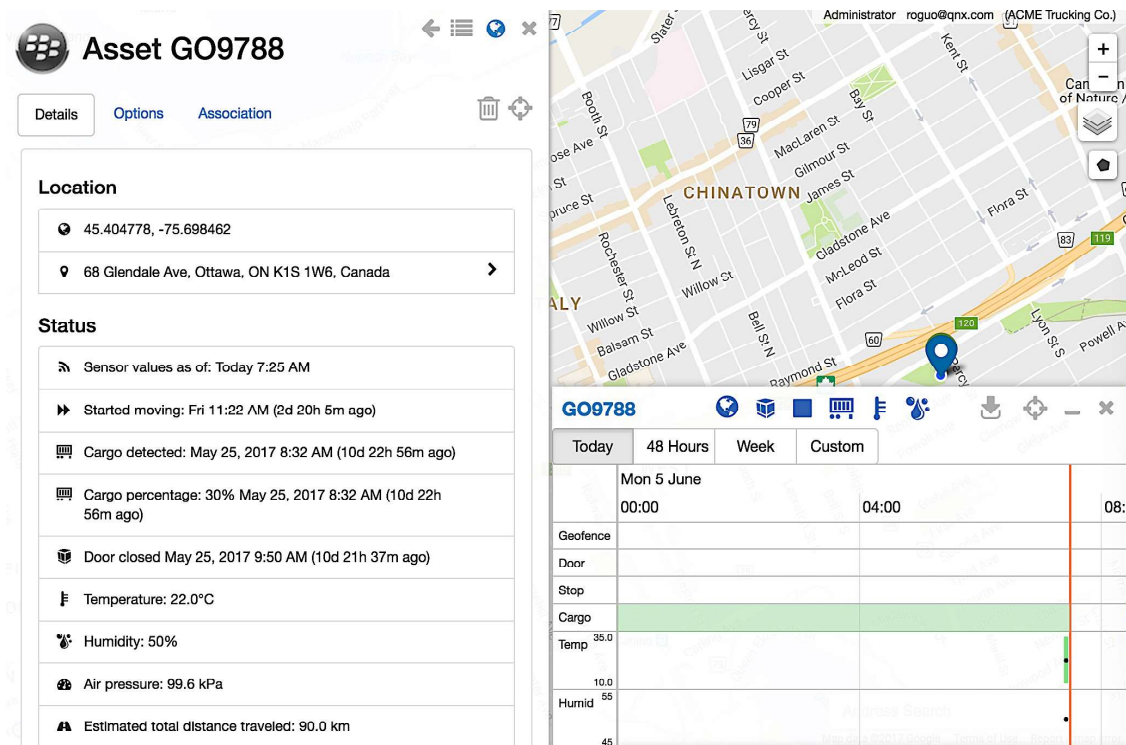 Asset GO9788
Details
Options
Association
Location
45.404778, -75.698462
68 Glendale Ave, Ottawa, ON K1S 1W6, Canada
Status
Sensor values as of: Today 7:25 AM
Started moving: Fri 11:22 AM (2d 20h 5m ago)
Cargo detected: May 25, 2017 8:32 AM (10d 22h 56m ago)
Cargo percentage: 30% May 25, 2017 8:32 AM (10d 22h
56m ago)
Door closed May 25, 2017 9:50 AM (10d 21h 37m ago)
Temperature: 22.0°C
Humidity: 50%
Air pressure: 99.6 kPa
Estimated total distance traveled: 90.0 km
Administrator roguo@qnx.com (ACME Trucking Co.)
+
−
Slater St
Lisgar St
Cooper St
Kent St
Bay St
Booth St
79
36
MacLaren St
Gilmour St
James St
CHINATOWN
Lebreton St N
Flora St
Gladstone Ave
McLeod St
Flora St
83
119
Rochester St
Willow St
Willow St
Balsam St
Gladstone Ave
Bell St N
60
120
Lyon St S
Powell A
Raymond St
GO9788
Today
48 Hours
Week
Custom
Mon 5 June
00:00
04:00
08:
Geofence
Door
Stop
Cargo
Temp
35.0
10.0
Humid
55
45